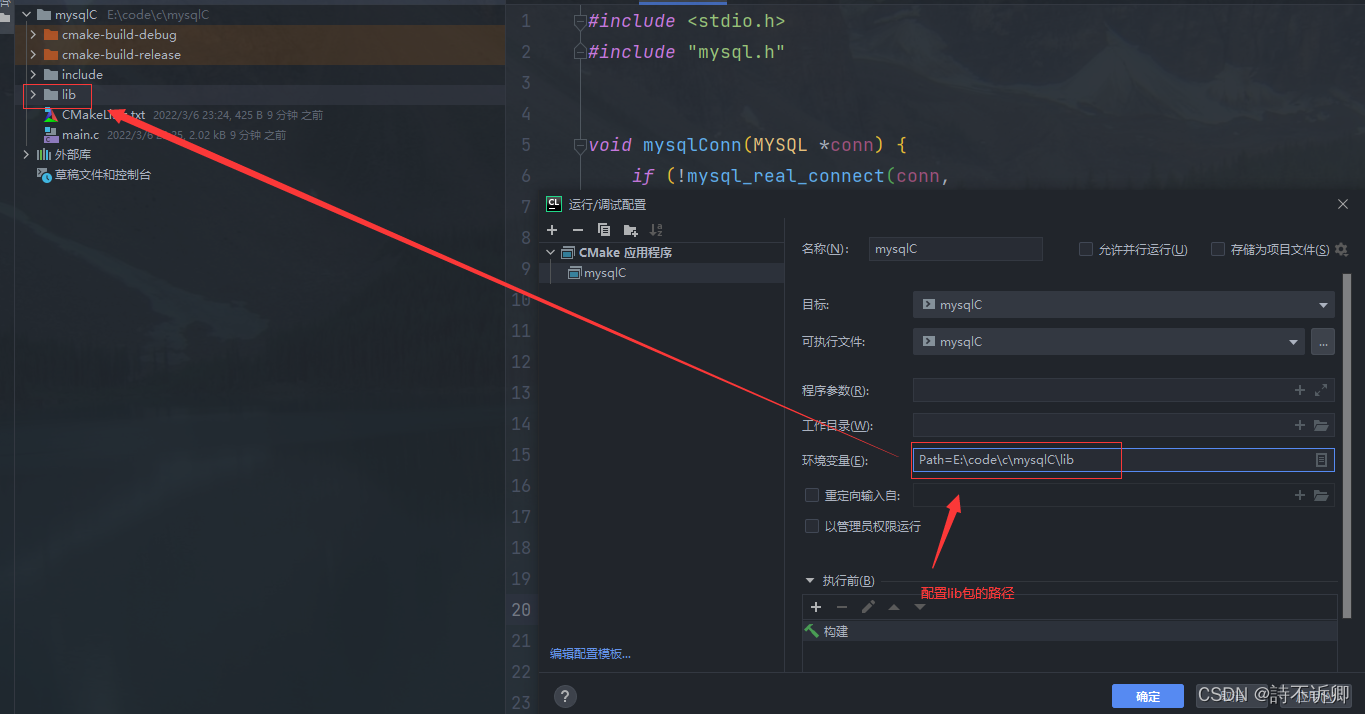 mysqlC E:\code\c\mysqlC
cmake-build-debug
cmake-build-release
include
lib
2022/3/6 23:24, 425 B 9 分钟 之前
main.c 2.02 kB 9 分钟 之前
外部库
草稿文件和控制台
1 #include <stdio.h>
2 #include "mysql.h"
3
4
5 void mysqlConn(MYSQL *conn) {
6 if (!mysql_real_connect(conn,
7
8
9
10
11
12
13
14
15
16
17
18
19
20
21
22
23
运行/调试配置
CMake 应用程序
mysqlC
编辑配置模板...
名称(N): mysqlC 允许并行运行(U) 存储为项目文件(S)
目标: mysqlC
可执行文件: mysqlC ...
程序参数(R):
工作目录(W):
环境变量(E): Path=E:\code\c\mysqlC\lib
重定向输入自:
以管理员权限运行
执行前(B)
配置lib包的路径
构建
?
确定
CSDN @詩不诉卿